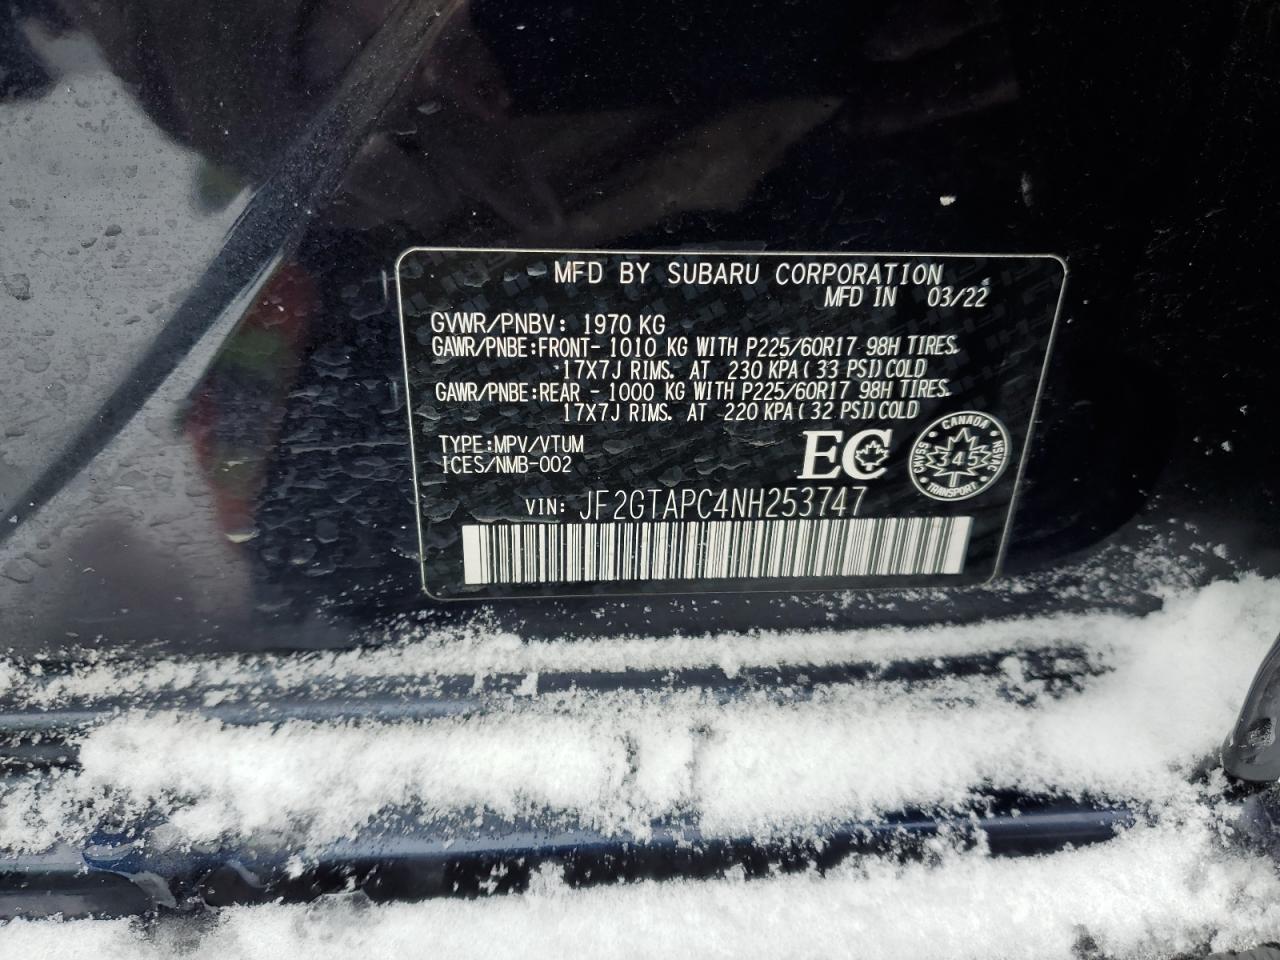 MFD BY SUBARU CORPORATION
MFD IN 03/22
GVWR/PNBV: 1970 KG
GAWR/PNBE:FRONT- 1010 KG WITH P225/60R17 98H TIRES.
17X7J RIMS. AT 230 KPA(33 PSI)COLD
GAWR/PNBE:REAR - 1000 KG WITH P225/60R17 98H TIRES.
17X7J RIMS. AT 220 KPA(32 PSI)COLD
TYPE:MPV/VTUM
ICES/NMB-002
EC
CANADA
CMVSS
345
NSVAC
TRANSPORT
VIN: JF2GTAPC4NH253747